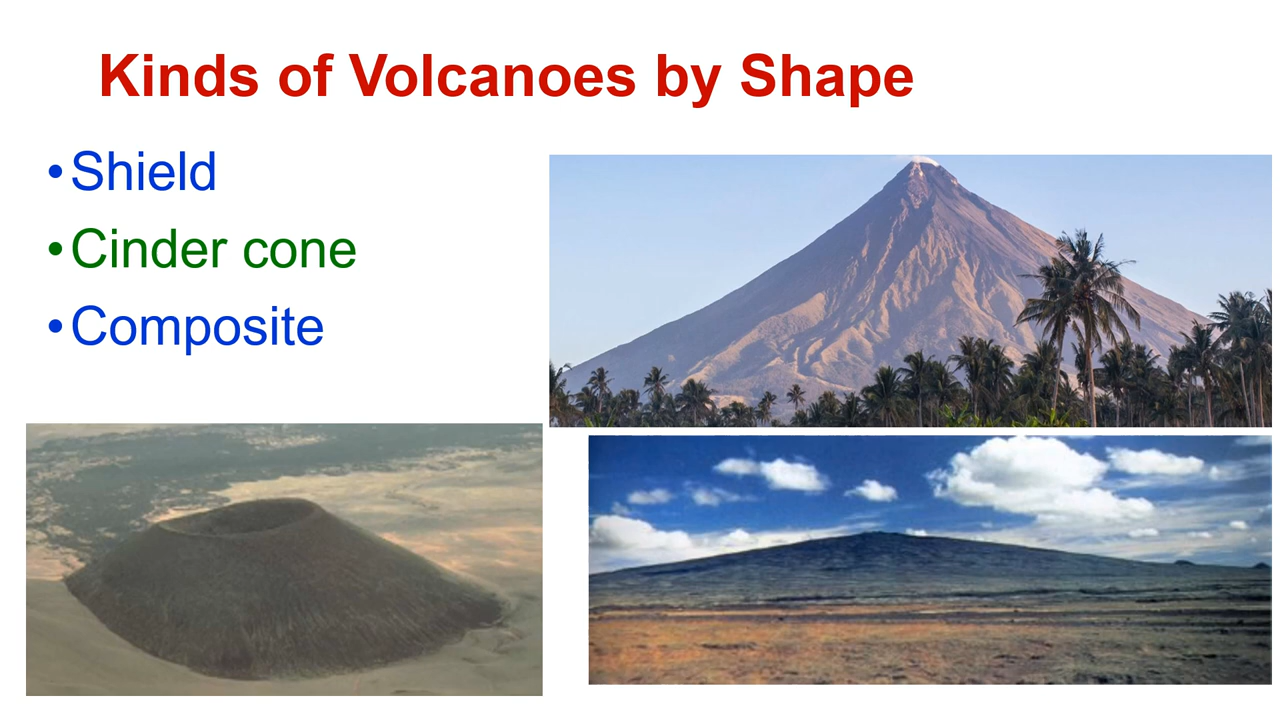 Kinds of Volcanoes by Shape
•Shield
•Cinder cone
•Composite